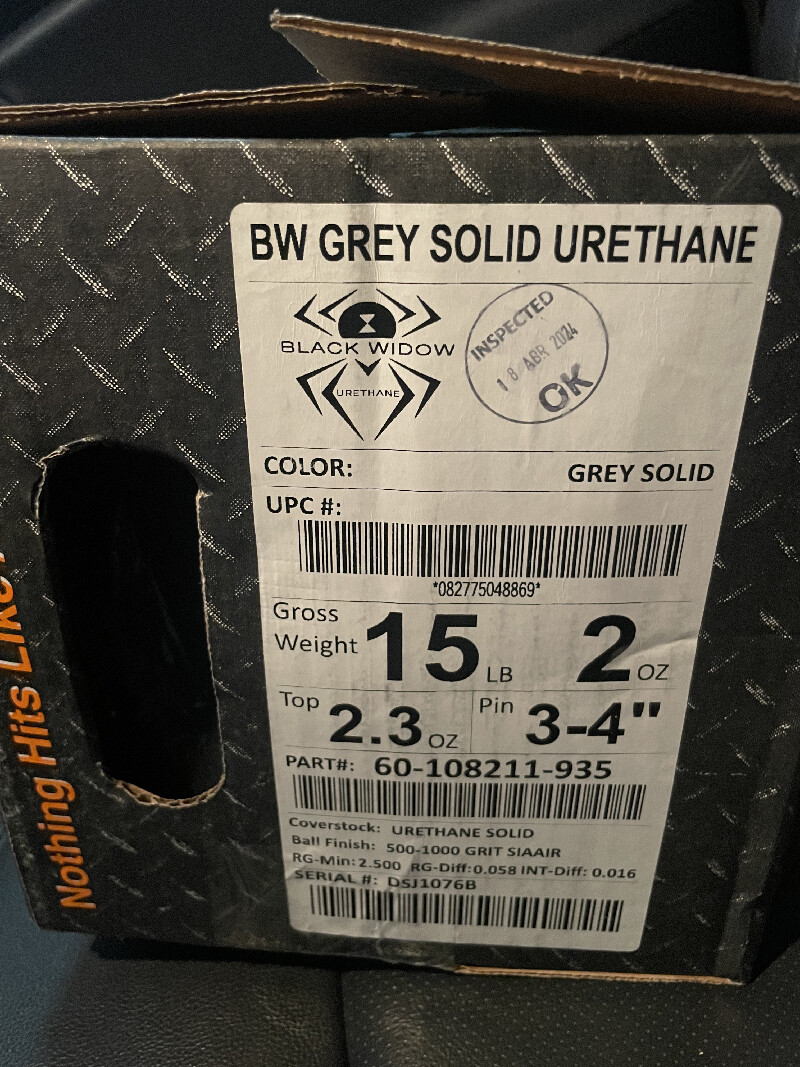 BW GREY SOLID URETHANE
BLACK WIDOW
URETHANE
INSPECTED
18 ABR 2024
OK
COLOR: GREY SOLID
UPC #:
*082775048869*
Gross Weight 15 LB 2 OZ
Top 2.3 OZ Pin 3-4"
PART#: 60-108211-935
Coverstock: URETHANE SOLID
Ball Finish: 500-1000 GRIT SIAAIR
RG-Min: 2.500 RG-Diff: 0.058 INT-Diff: 0.016
SERIAL #: DSJ1076B
Nothing Hits Like